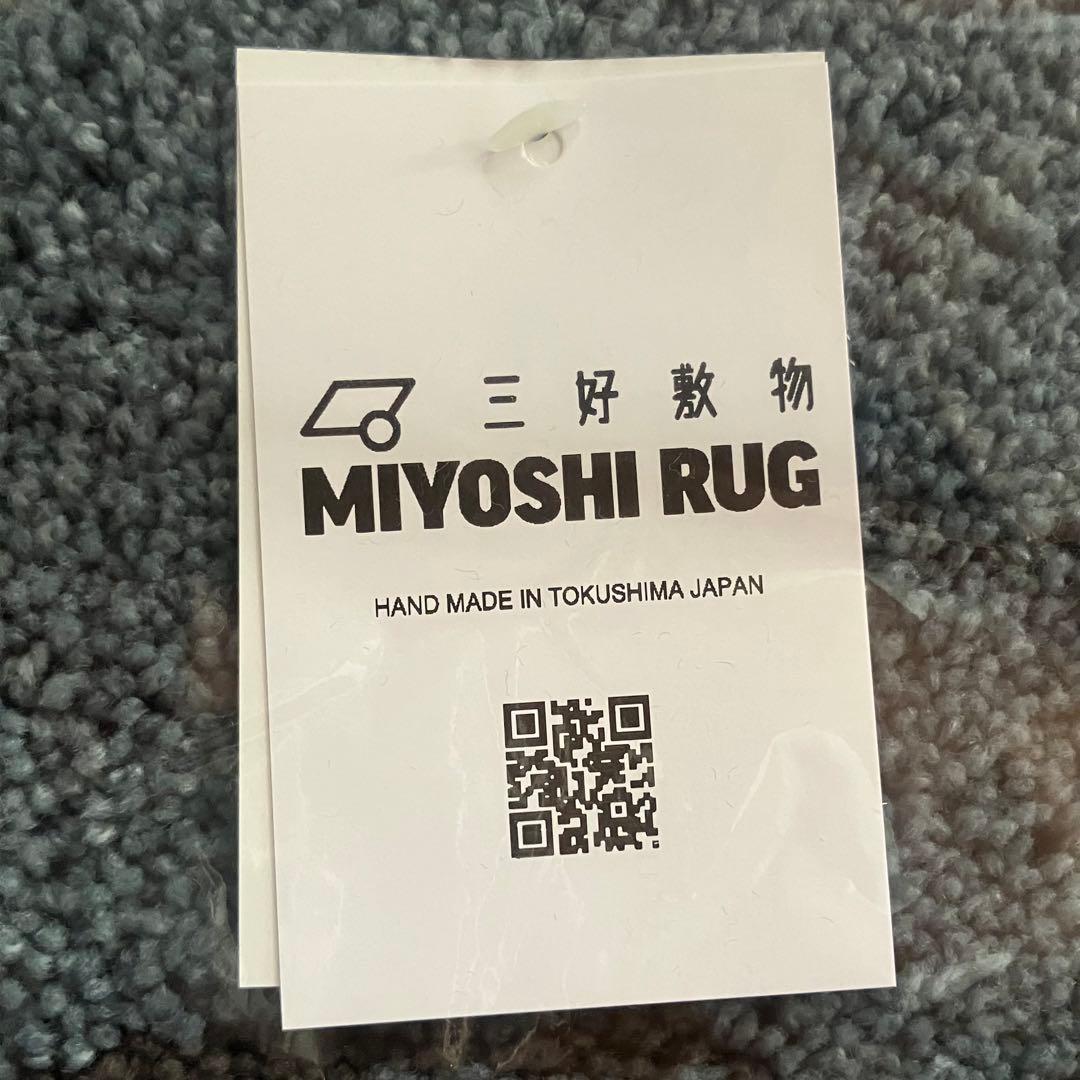 三好敷物
MIYOSHI RUG
HAND MADE IN TOKUSHIMA JAPAN